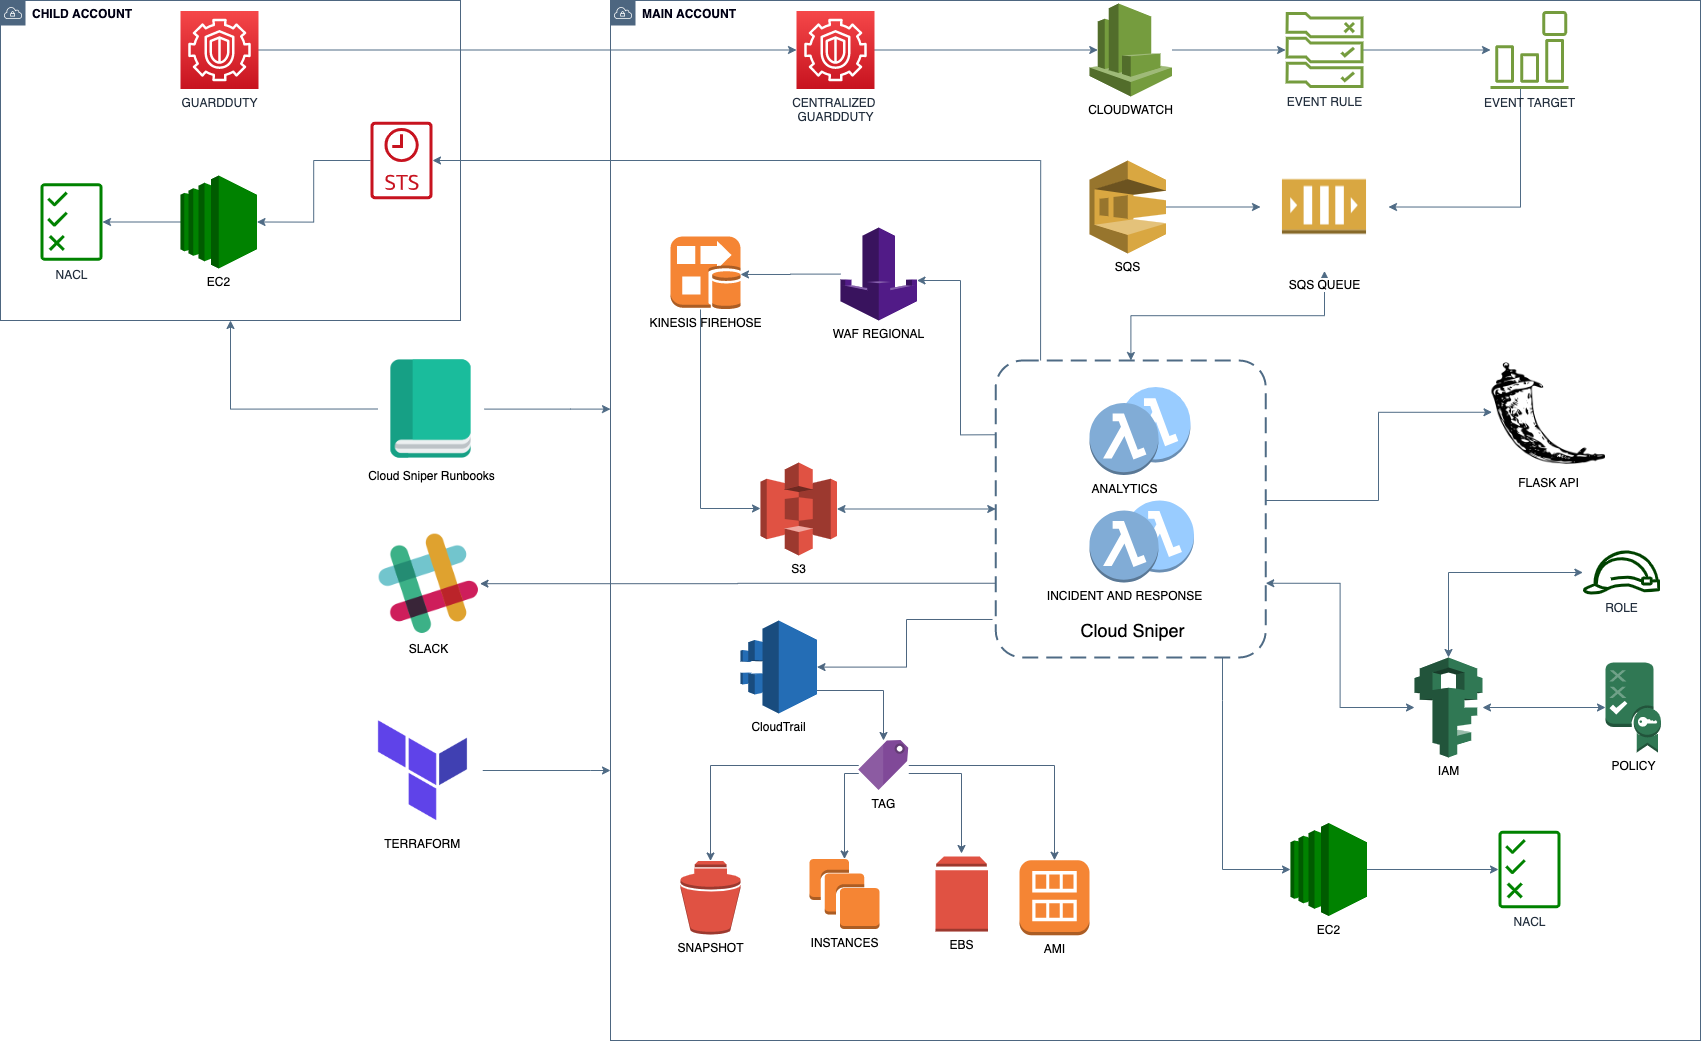 CHILD ACCOUNT
MAIN ACCOUNT
GUARDDUTY
CENTRALIZED
GUARDDUTY
CLOUDWATCH
EVENT RULE
EVENT TARGET
STS
NACL
EC2
SQS
SQS QUEUE
KINESIS FIREHOSE
WAF REGIONAL
Cloud Sniper Runbooks
ANALYTICS
FLASK API
S3
INCIDENT AND RESPONSE
Cloud Sniper
SLACK
ROLE
CloudTrail
IAM
POLICY
TAG
TERRAFORM
SNAPSHOT
INSTANCES
EBS
AMI
EC2
NACL